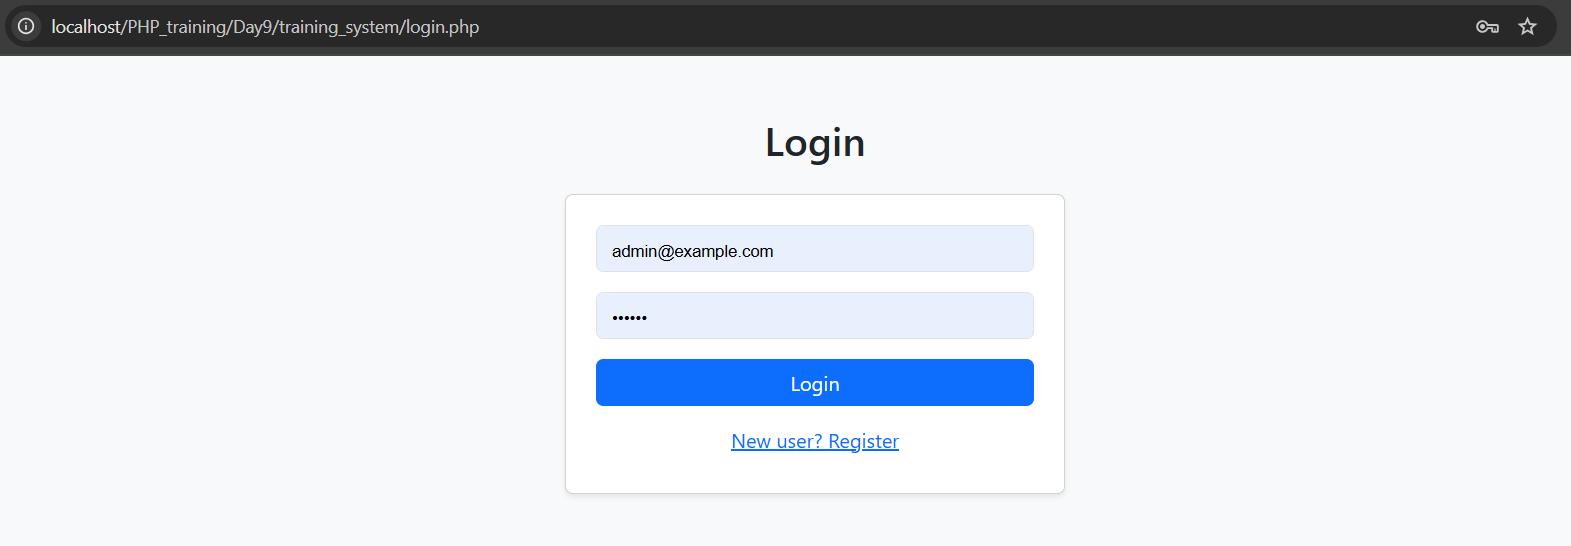 localhost/PHP_training/Day9/training_system/login.php
Login
admin@example.com
••••••
Login
New user? Register